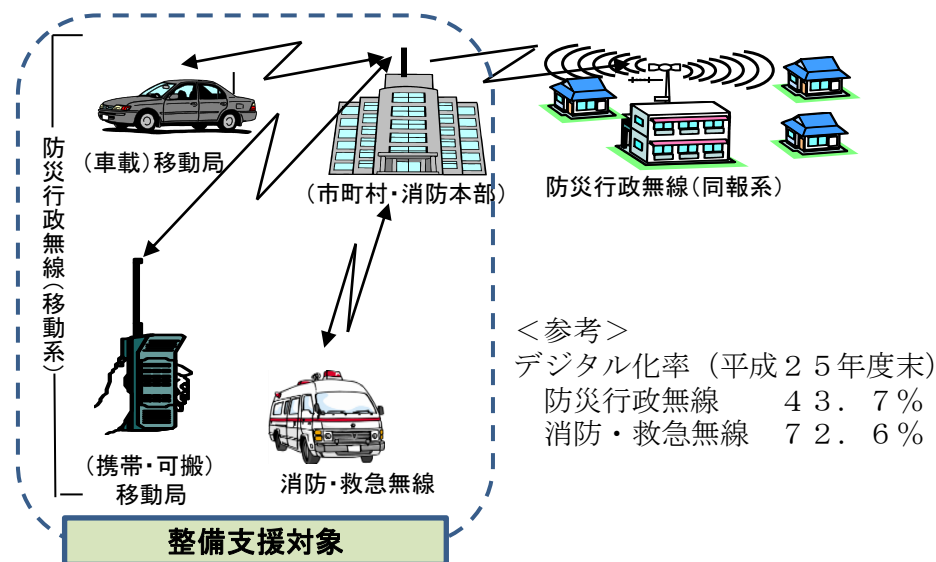 防災行政無線（移動系）
（車載）移動局
（市町村・消防本部）
防災行政無線（同報系）
（携帯・可搬）
移動局
消防・救急無線
整備支援対象
＜参考＞
デジタル化率（平成２５年度末）
防災行政無線　　４３．７％
消防・救急無線　７２．６％